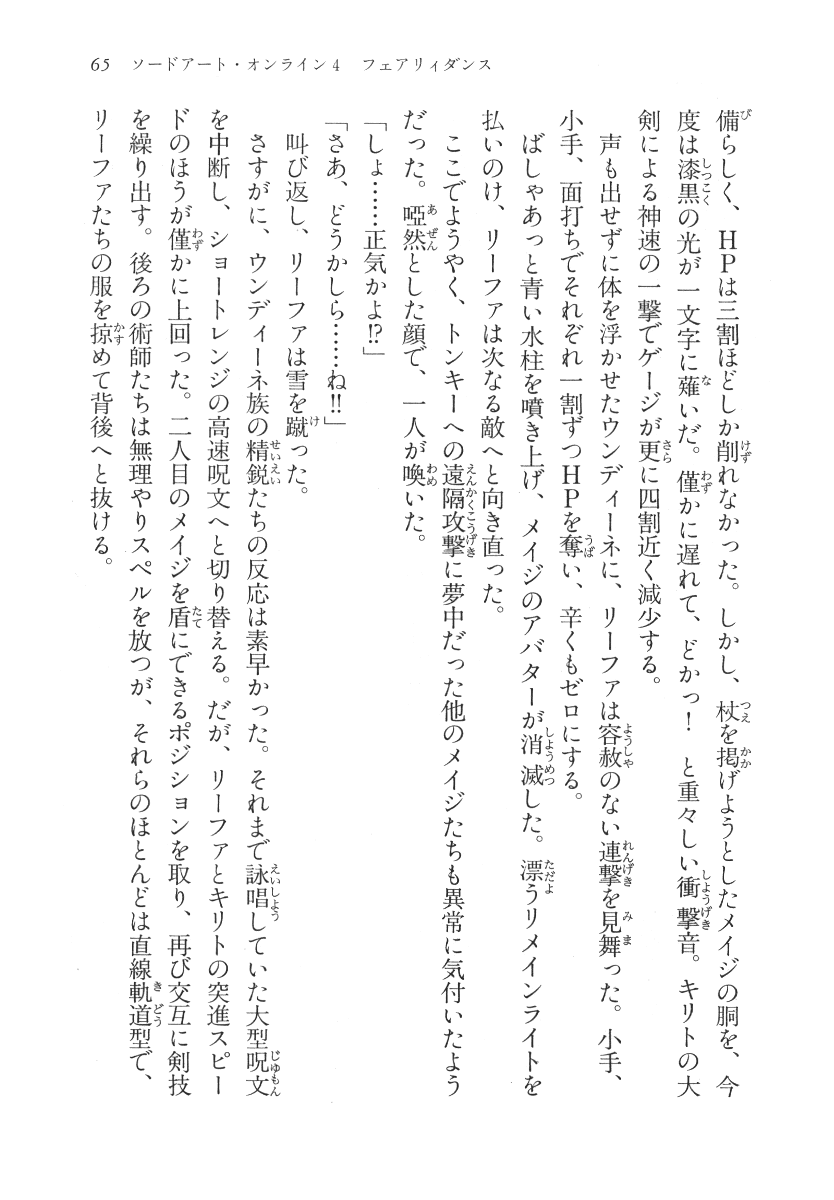 65 ソードアート・オンライン4 フェアリィダンス
備らしく、HPは三割ほどしか削れなかった。しかし、杖を掲げようとしたメイジの胴を、今
度は漆黒の光が一文字に薙いだ。僅かに遅れて、どかっ! と重々しい衝撃音。キリトの大
剣による神速の一撃でゲージが更に四割近く減少する。
声も出せずに体を浮かせたウンディーネに、リーファは容赦のない連撃を見舞った。小手、
小手、面打ちでそれぞれ一割ずつHPを奪い、辛くもゼロにする。
ばしゃあっと青い水柱を噴き上げ、メイジのアバターが消滅した。漂うリメインライトを
払いのけ、リーファは次なる敵へと向き直った。
ここでようやく、トンキーへの遠隔攻撃に夢中だった他のメイジたちも異常に気付いたよう
だった。啞然とした顔で、一人が喚いた。
「しょ……正気かよ!?」
「さあ、どうかしら……ね!!」
叫び返し、リーファは雪を蹴った。
さすがに、ウンディーネ族の精鋭たちの反応は素早かった。それまで詠唱していた大型呪文
を中断し、ショートレンジの高速呪文へと切り替える。だが、リーファとキリトの突進スピー
ドのほうが僅かに上回った。二人目のメイジを盾にできるポジションを取り、再び交互に剣技
を繰り出す。後ろの術師たちは無理やりスペルを放つが、それらのほとんどは直線軌道型で、
リーファたちの服を掠めて背後へと抜ける。